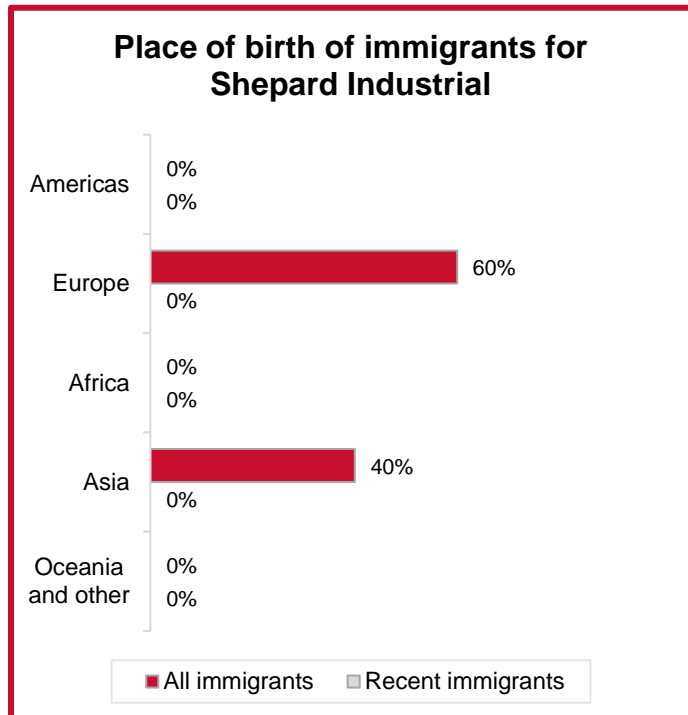 Place of birth of immigrants for
Shepard Industrial
Americas
0%
0%
Europe
60%
0%
Africa
0%
0%
Asia
40%
0%
Oceania
and other
0%
0%
All immigrants
Recent immigrants